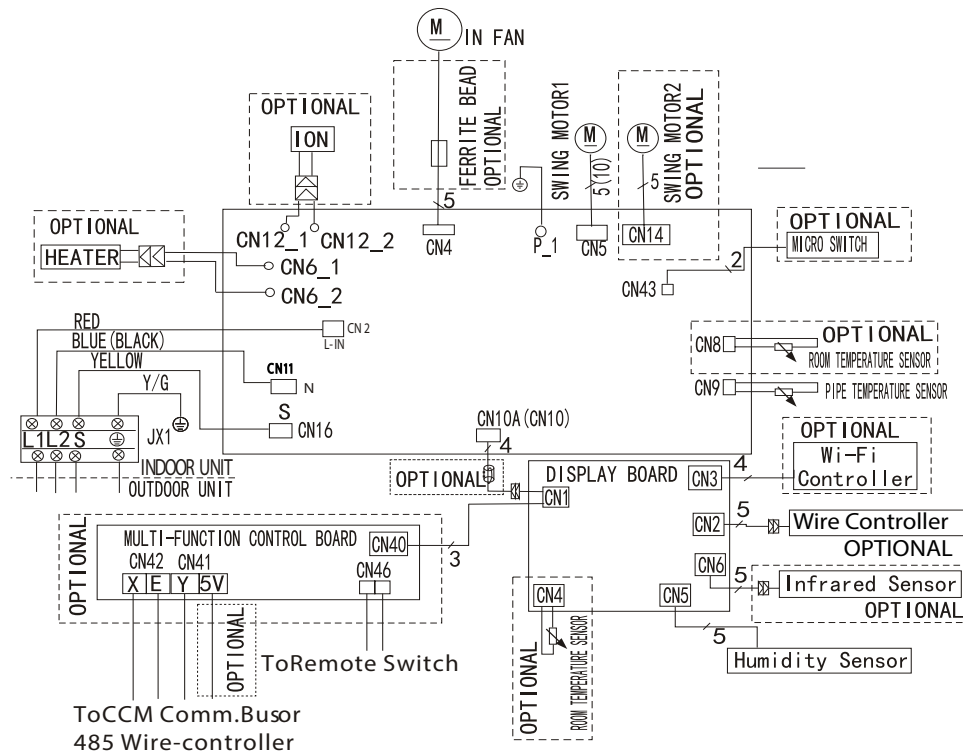 M
IN FAN
OPTIONAL
ION
FERRITE BEAD
OPTIONAL
SWING MOTOR1
M
5(10)
M
5
SWING MOTOR2
OPTIONAL
5
OPTIONAL
HEATER
CN12_1
CN12_2
CN6_1
CN6_2
CN4
P_1
CN5
CN14
CN43
2
OPTIONAL
MICRO SWITCH
RED
BLUE(BLACK)
YELLOW
Y/G
CN2
L-IN
CN11
N
S
CN16
CN8
OPTIONAL
ROOM TEMPERATURE SENSOR
CN9
PIPE TEMPERATURE SENSOR
L1 L2 S
JX1
INDOOR UNIT
OUTDOOR UNIT
CN10A(CN10)
4
OPTIONAL
DISPLAY BOARD
CN1
CN3
4
OPTIONAL
Wi-Fi
Controller
CN2
5
Wire Controller
OPTIONAL
CN6
5
Infrared Sensor
OPTIONAL
CN5
5
Humidity Sensor
CN4
OPTIONAL
ROOM TEMPERATURE SENSOR
OPTIONAL
MULTI-FUNCTION CONTROL BOARD
CN40
3
CN42
CN41
X E Y 5V
CN46
OPTIONAL
ToRemote Switch
ToCCM Comm.Busor
485 Wire-controller